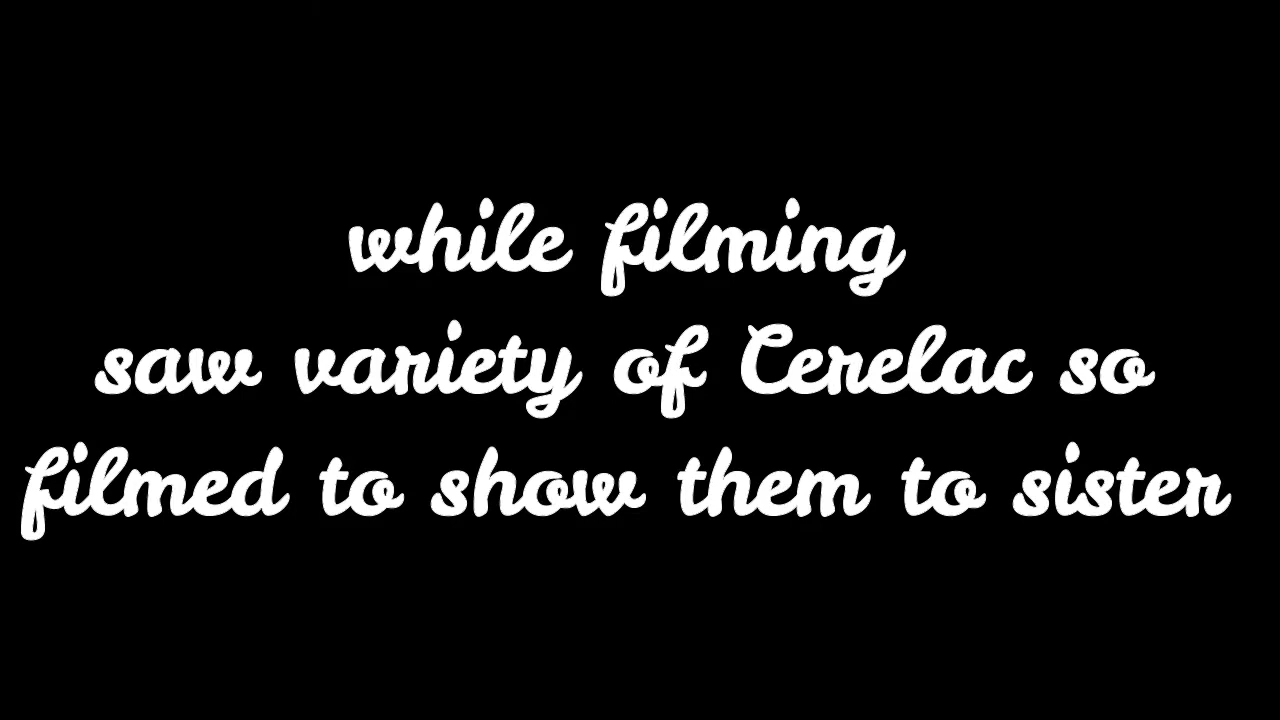 while filming
saw variety of Cerelac so
filmed to show them to sister